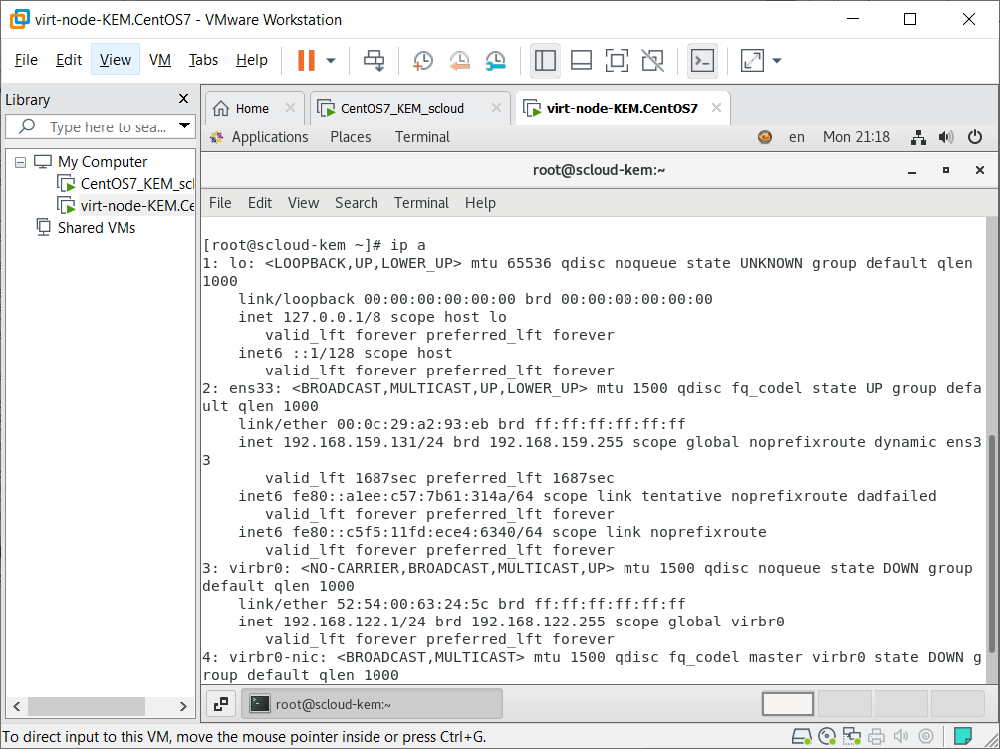 virt-node-KEM.CentOS7 - VMware Workstation
File Edit View VM Tabs Help
Library
Type here to sea...
My Computer
CentOS7_KEM_scl
virt-node-KEM.Ce
Shared VMs
Home CentOS7_KEM_scloud virt-node-KEM.CentOS7
Applications Places Terminal en Mon 21:18
root@scloud-kem:~
File Edit View Search Terminal Help
[root@scloud-kem ~]# ip a
1: lo: <LOOPBACK,UP,LOWER_UP> mtu 65536 qdisc noqueue state UNKNOWN group default qlen
1000
link/loopback 00:00:00:00:00:00 brd 00:00:00:00:00:00
inet 127.0.0.1/8 scope host lo
valid_lft forever preferred_lft forever
inet6 ::1/128 scope host
valid_lft forever preferred_lft forever
2: ens33: <BROADCAST,MULTICAST,UP,LOWER_UP> mtu 1500 qdisc fq_codel state UP group defa
ult qlen 1000
link/ether 00:0c:29:a2:93:eb brd ff:ff:ff:ff:ff:ff
inet 192.168.159.131/24 brd 192.168.159.255 scope global noprefixroute dynamic ens3
3
valid_lft 1687sec preferred_lft 1687sec
inet6 fe80::a1ee:c57:7b61:314a/64 scope link tentative noprefixroute dadfailed
valid_lft forever preferred_lft forever
inet6 fe80::c5f5:11fd:ece4:6340/64 scope link noprefixroute
valid_lft forever preferred_lft forever
3: virbr0: <NO-CARRIER,BROADCAST,MULTICAST,UP> mtu 1500 qdisc noqueue state DOWN group
default qlen 1000
link/ether 52:54:00:63:24:5c brd ff:ff:ff:ff:ff:ff
inet 192.168.122.1/24 brd 192.168.122.255 scope global virbr0
valid_lft forever preferred_lft forever
4: virbr0-nic: <BROADCAST,MULTICAST> mtu 1500 qdisc fq_codel master virbr0 state DOWN g
roup default qlen 1000
root@scloud-kem:~
To direct input to this VM, move the mouse pointer inside or press Ctrl+G.